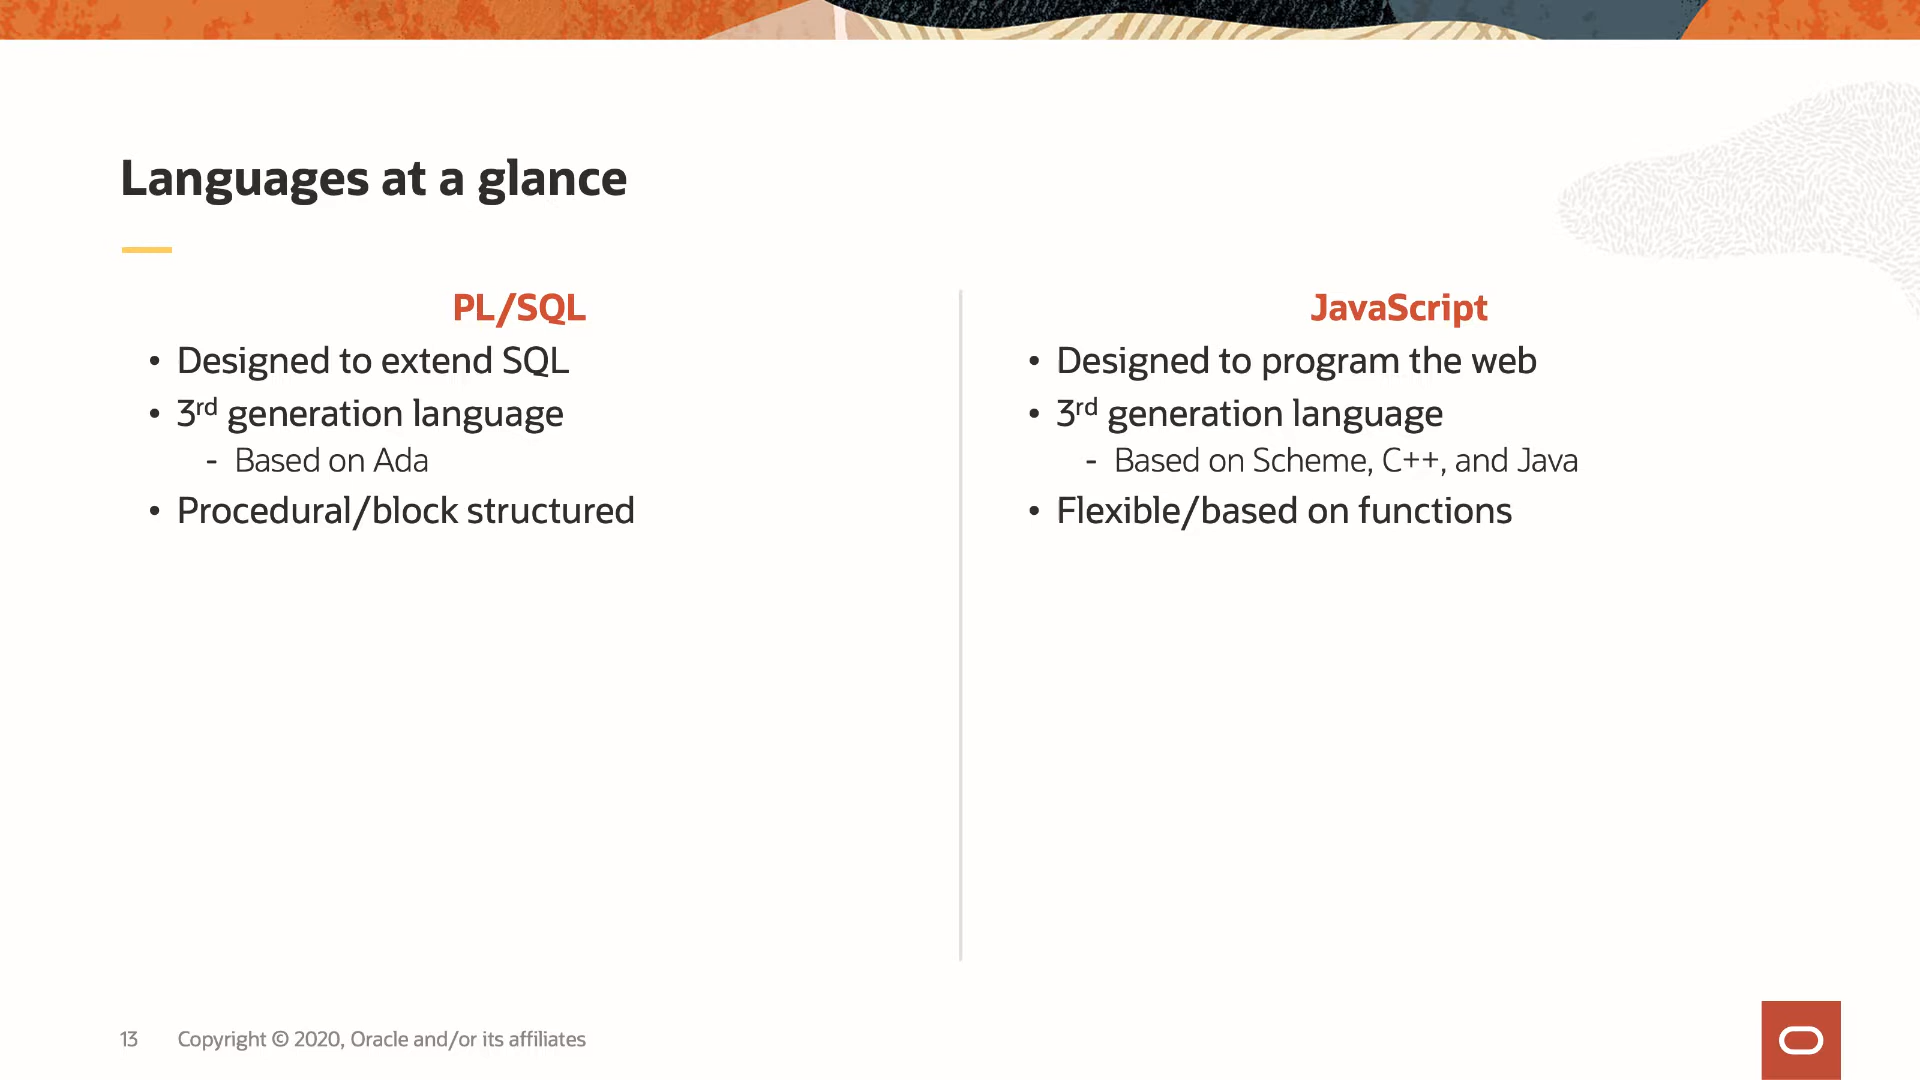 Languages at a glance
PL/SQL
• Designed to extend SQL
• 3rd generation language
- Based on Ada
• Procedural/block structured
JavaScript
• Designed to program the web
• 3rd generation language
- Based on Scheme, C++, and Java
• Flexible/based on functions
13 Copyright © 2020, Oracle and/or its affiliates